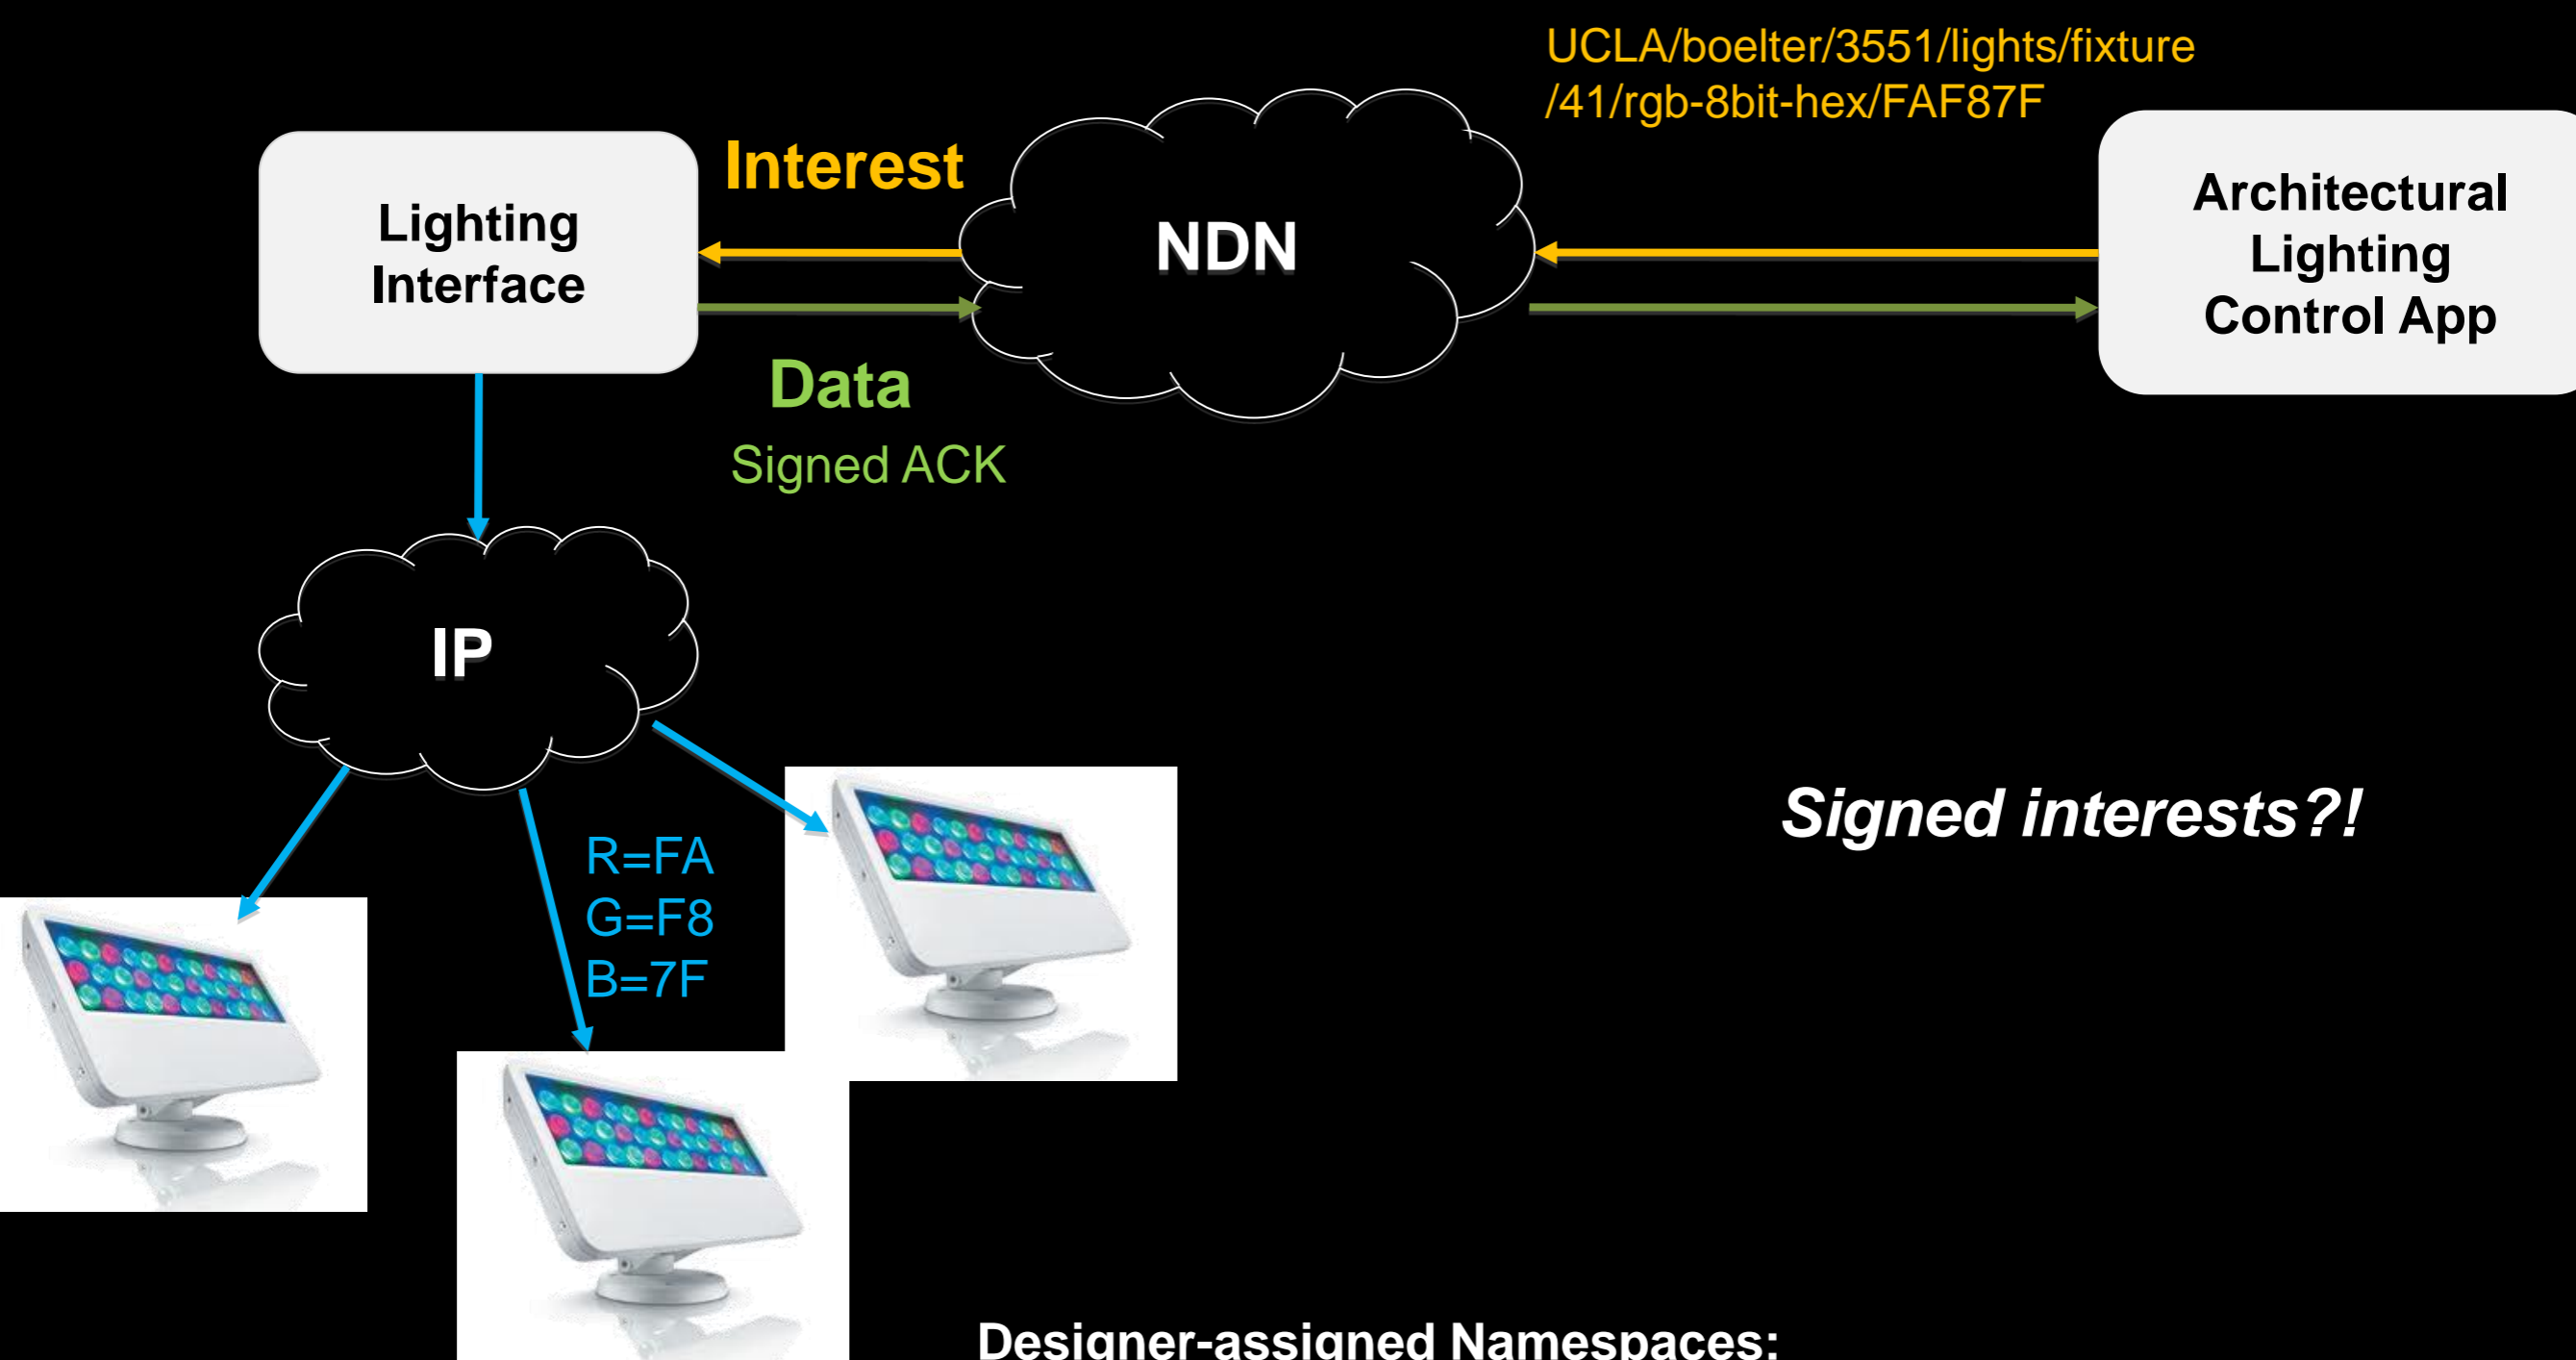 UCLA/boelter/3551/lights/fixture
/41/rgb-8bit-hex/FAF87F
Interest
Lighting
Interface
NDN
Architectural
Lighting
Control App
Data
Signed ACK
IP
Signed interests?!
R=FA
G=F8
B=7F
Designer-assigned Namespaces: